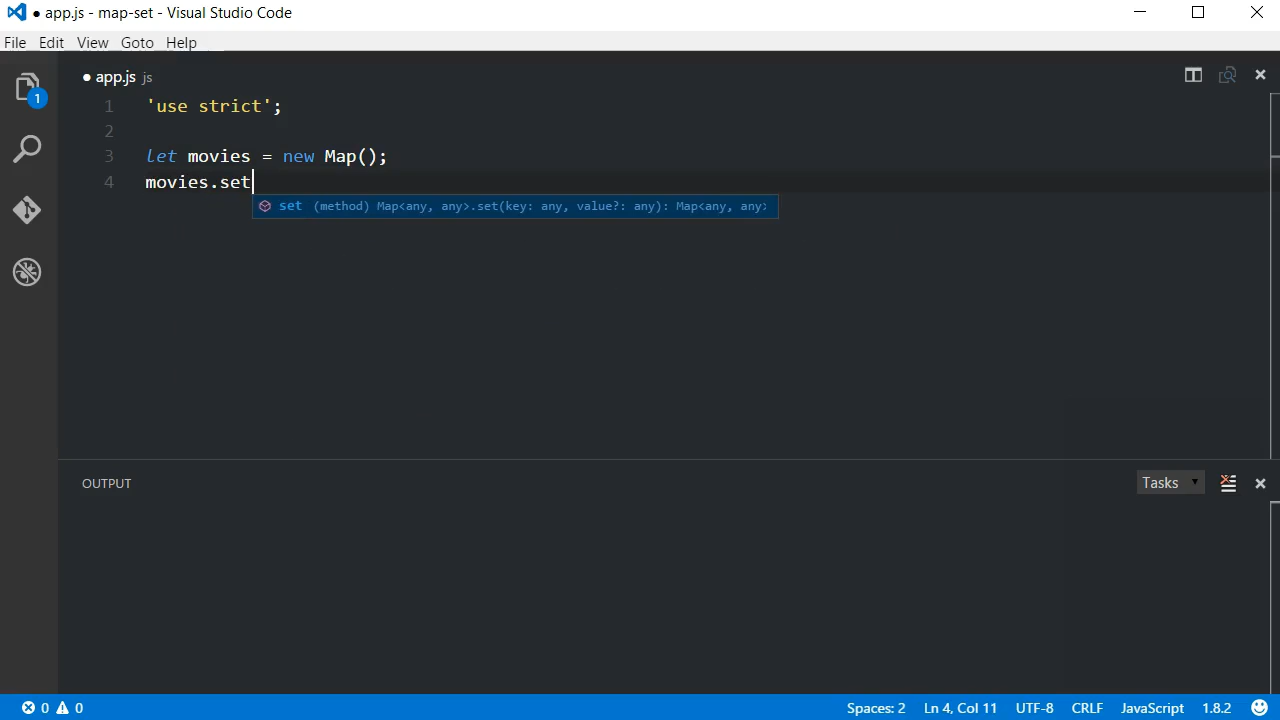 ● app.js - map-set - Visual Studio Code
File Edit View Goto Help
● app.js js
1
1 'use strict';
2
3 let movies = new Map();
4 movies.set
set (method) Map<any, any>.set(key: any, value?: any): Map<any, any>
OUTPUT
Tasks
0 0
Spaces: 2 Ln 4, Col 11 UTF-8 CRLF JavaScript 1.8.2